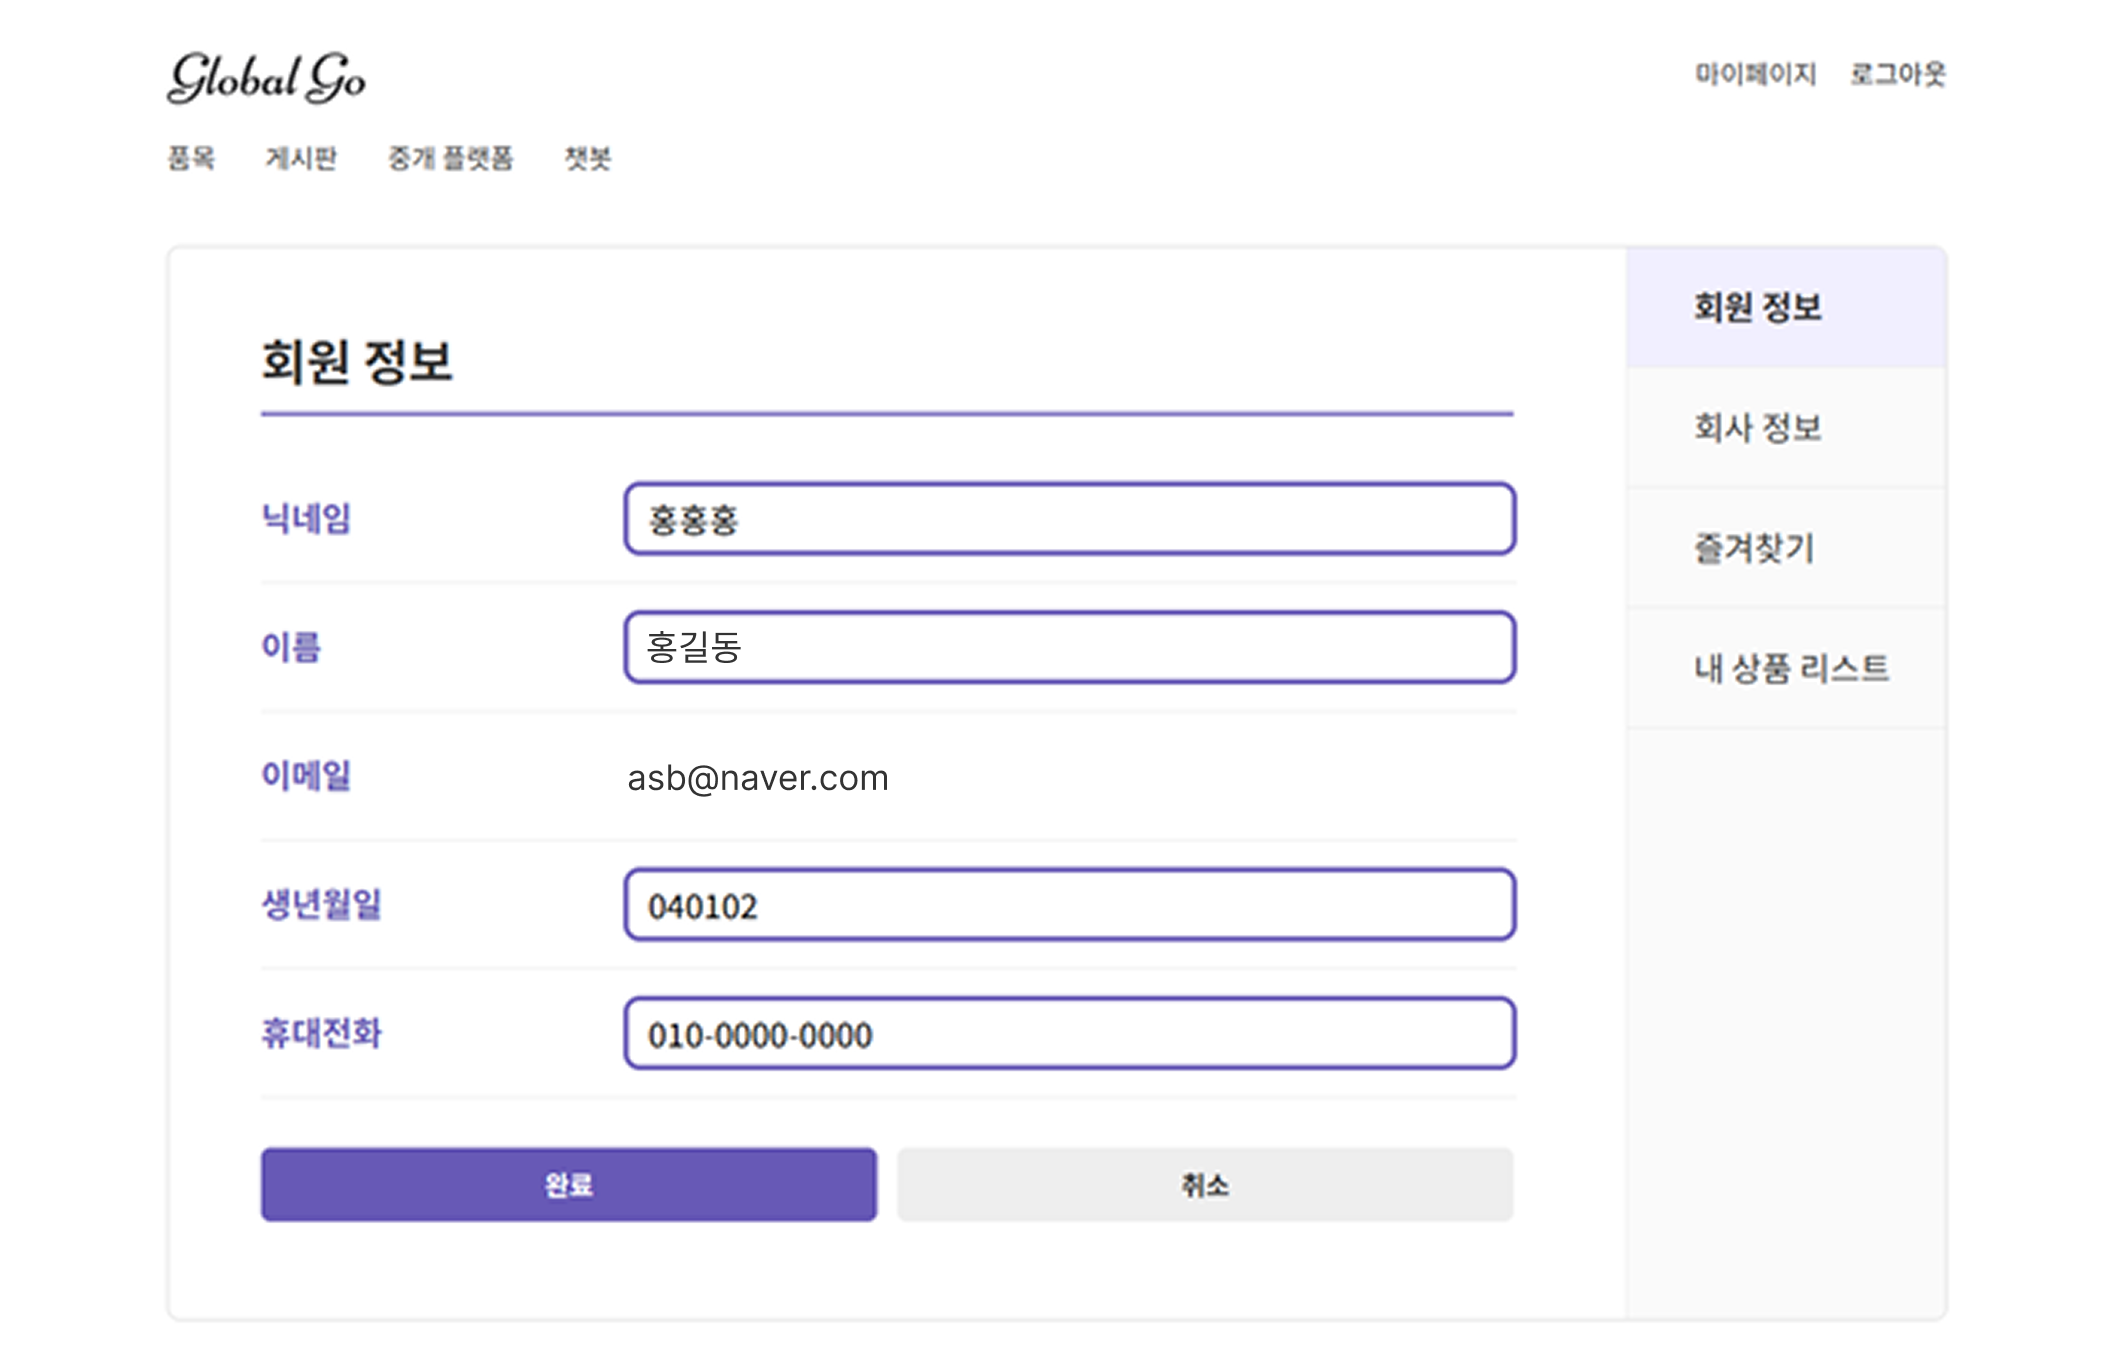 Global Go
마이페이지 로그아웃
품목 게시판 중개 플랫폼 챗봇
회원 정보
닉네임 홍홍홍
이름 홍길동
이메일 asb@naver.com
생년월일 040102
휴대전화 010-0000-0000
완료 취소
회원 정보
회사 정보
즐겨찾기
내 상품 리스트